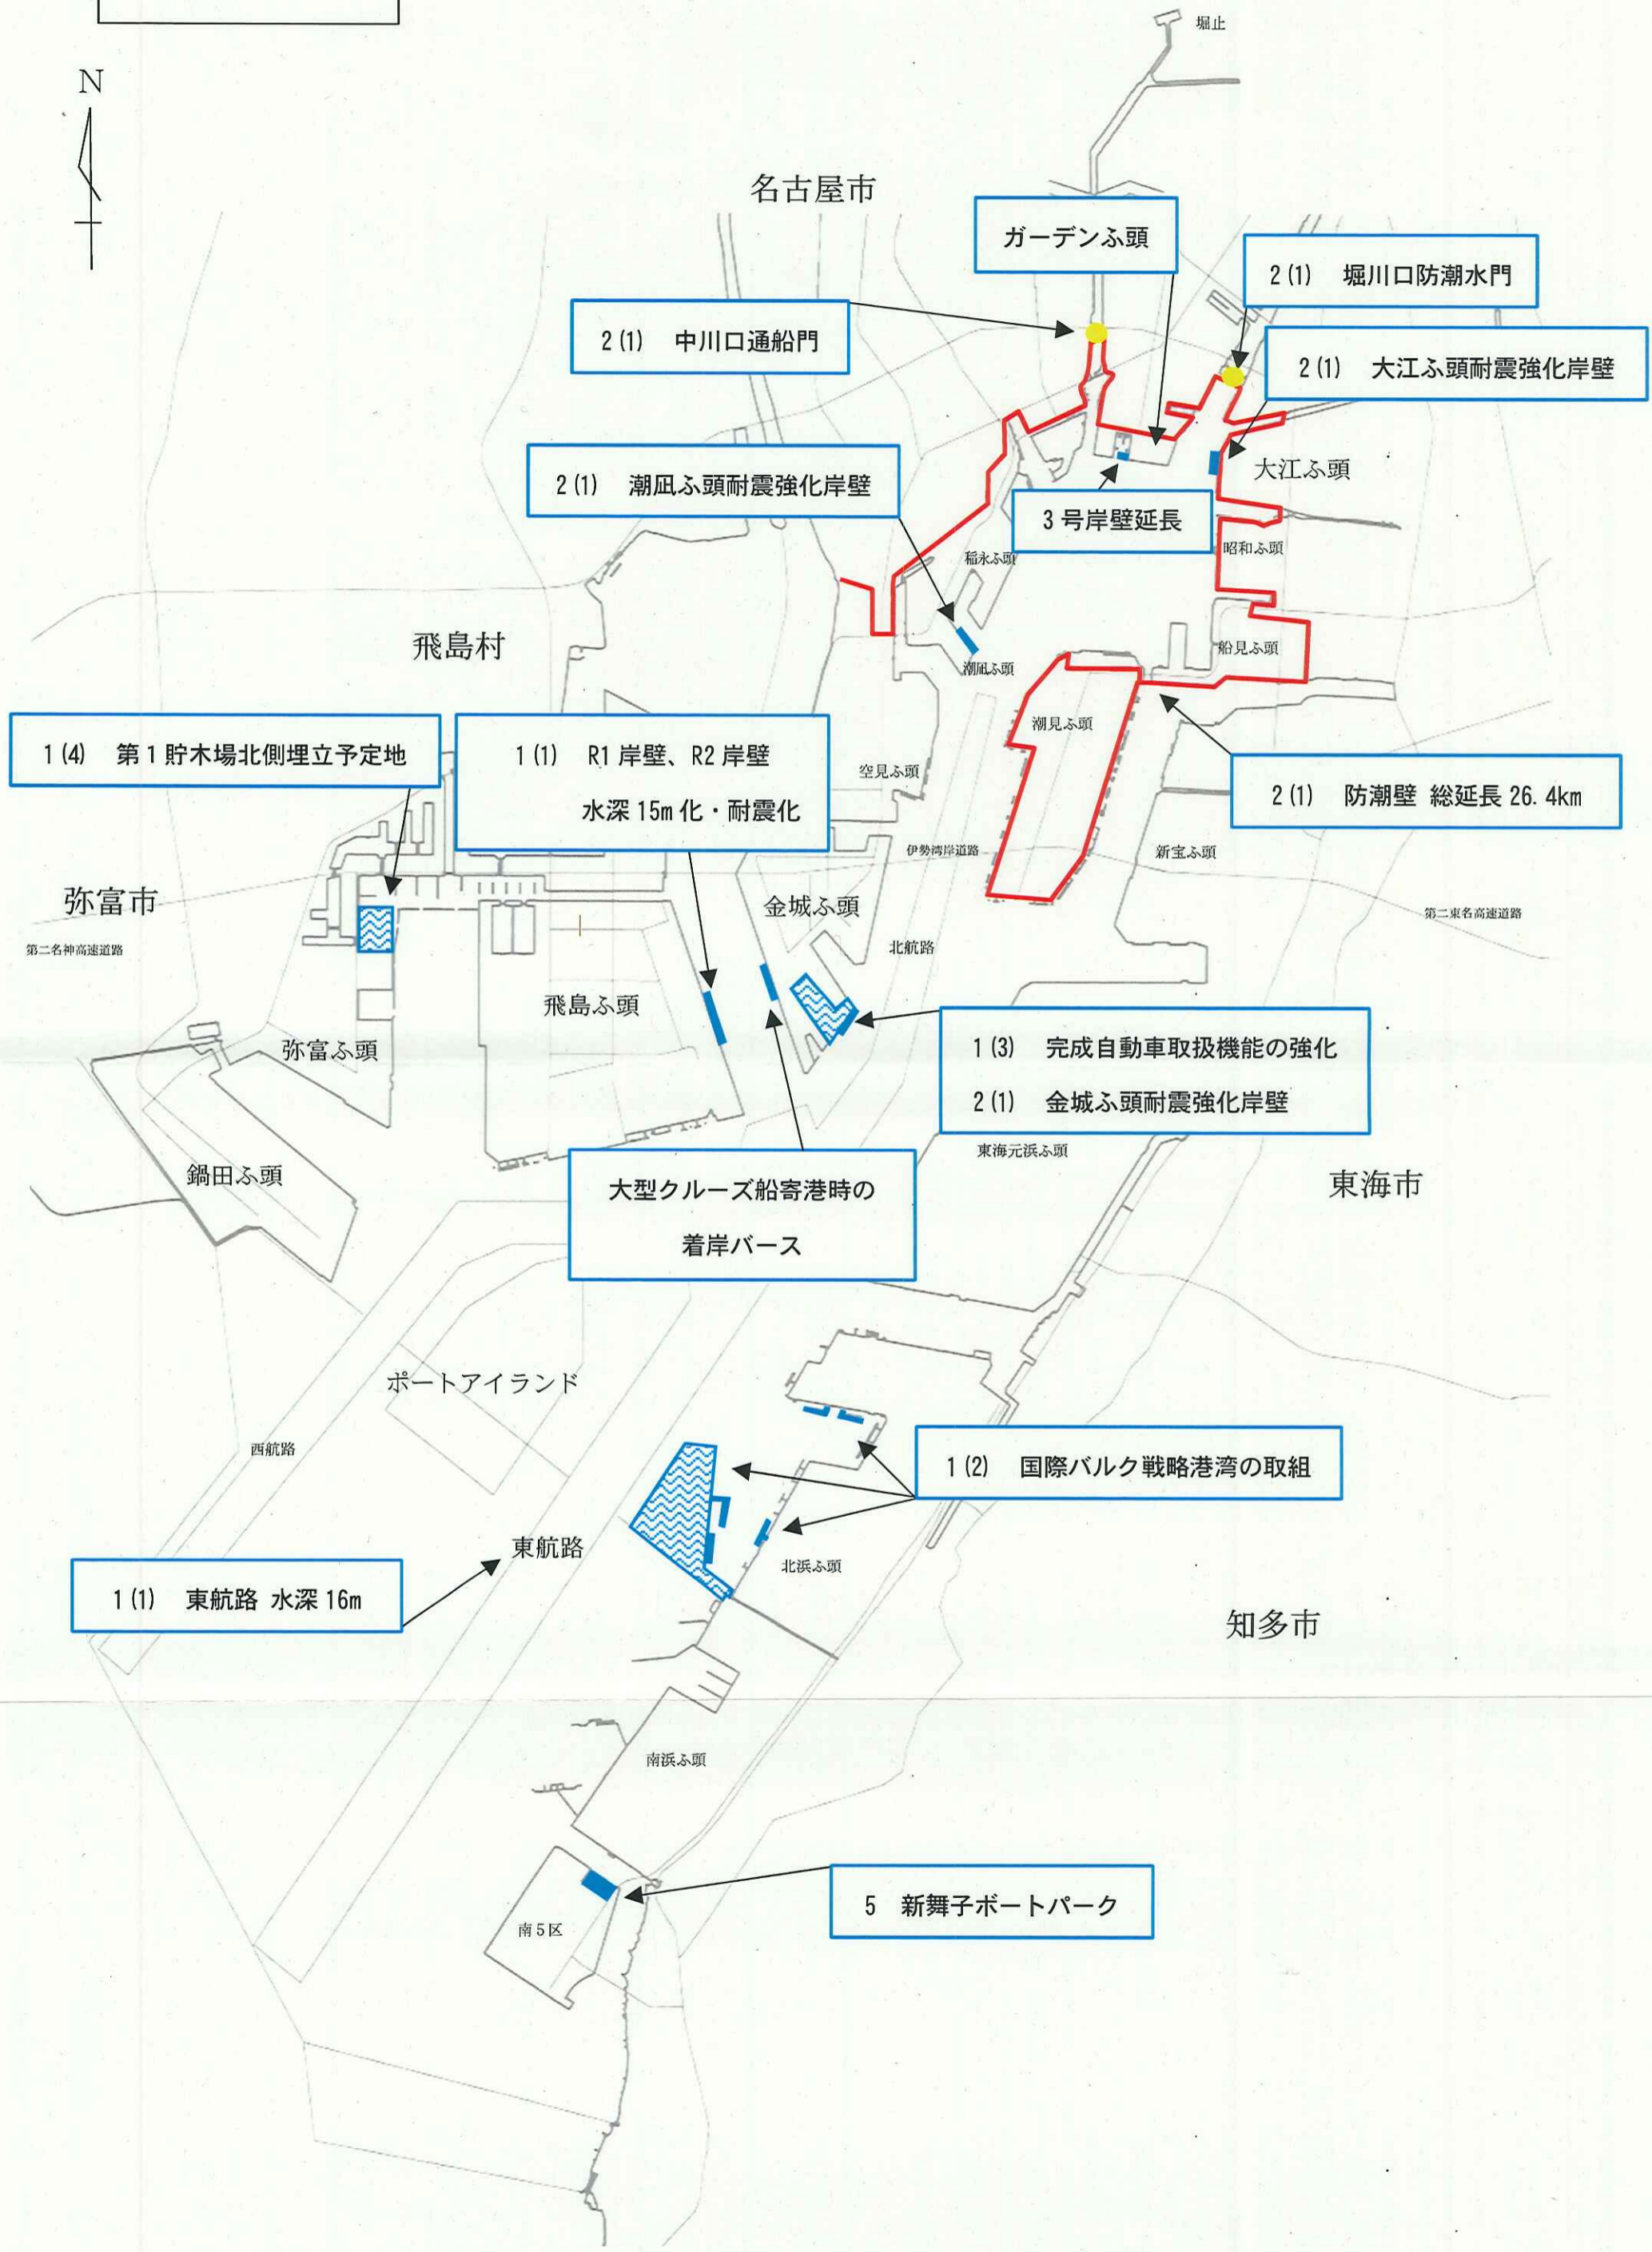 堀止
N
名古屋市
ガーデンふ頭
2(1) 堀川口防潮水門
2(1) 中川口通船門
2(1) 大江ふ頭耐震強化岸壁
大江ふ頭
2(1) 潮凪ふ頭耐震強化岸壁
3号岸壁延長
昭和ふ頭
稲永ふ頭
飛島村
船見ふ頭
潮凪ふ頭
潮見ふ頭
1(4) 第1貯木場北側埋立予定地
1(1) R1岸壁、R2岸壁
水深15m化・耐震化
空見ふ頭
2(1) 防潮壁 総延長26.4km
伊勢湾岸道路
新宝ふ頭
弥富市
金城ふ頭
第二東名高速道路
第二名神高速道路
北航路
飛島ふ頭
弥富ふ頭
1(3) 完成自動車取扱機能の強化
2(1) 金城ふ頭耐震強化岸壁
東海元浜ふ頭
鍋田ふ頭
東海市
大型クルーズ船寄港時の
着岸バース
ポートアイランド
西航路
1(2) 国際バルク戦略港湾の取組
東航路
北浜ふ頭
1(1) 東航路 水深16m
知多市
南浜ふ頭
5 新舞子ボートパーク
南5区